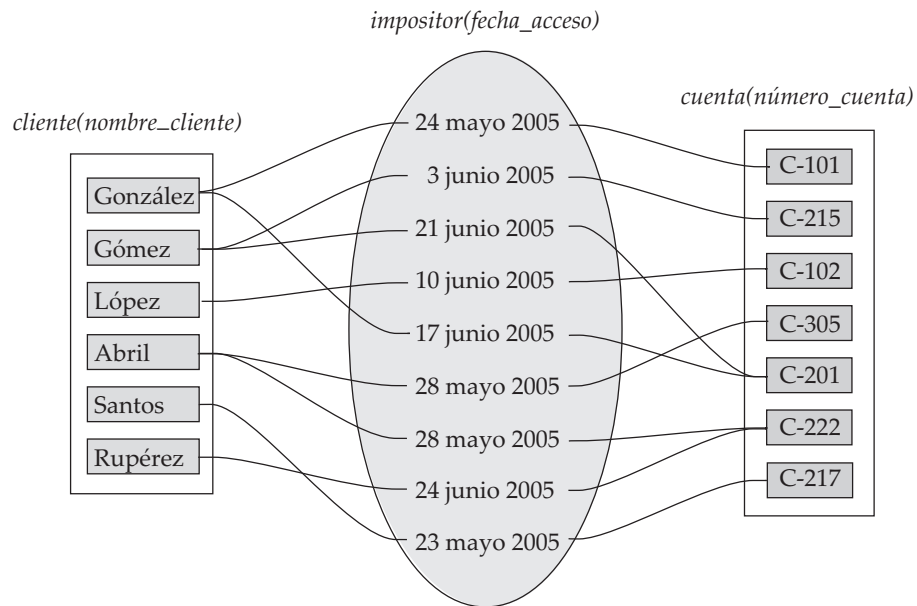 impositor(fecha_acceso)
cliente(nombre_cliente)
González
Gómez
López
Abril
Santos
Rupérez
24 mayo 2005
3 junio 2005
21 junio 2005
10 junio 2005
17 junio 2005
28 mayo 2005
28 mayo 2005
24 junio 2005
23 mayo 2005
cuenta(número_cuenta)
C-101
C-215
C-102
C-305
C-201
C-222
C-217